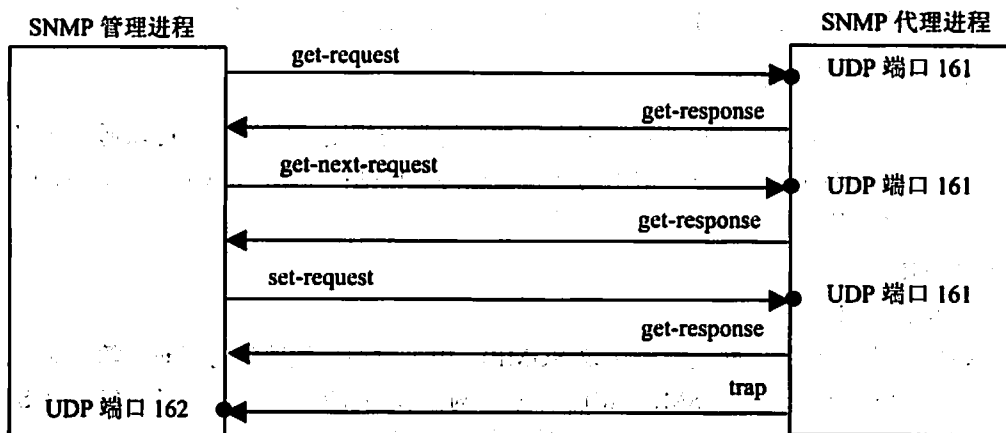 SNMP 管理进程
SNMP 代理进程
get-request
UDP 端口 161
get-response
get-next-request
UDP 端口 161
get-response
set-request
UDP 端口 161
get-response
trap
UDP 端口 162